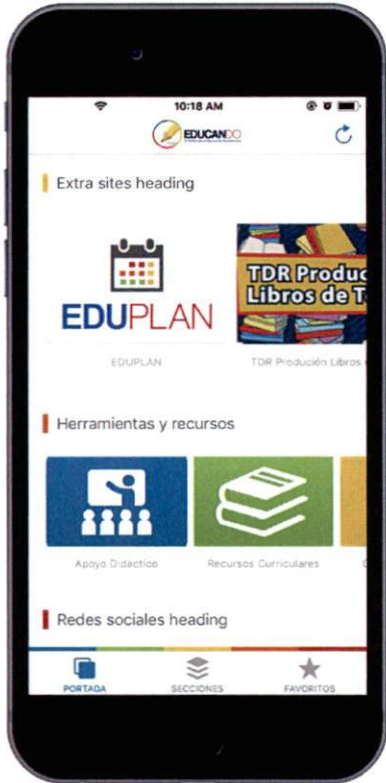 10:18 AM
EDUCANDO
Extra sites heading
EDUPLAN
TDR Produc
Libros de T
EDUPLAN
TDR Produción Libros
Herramientas y recursos
Apoyo Didáctico
Recursos Curriculares
Redes sociales heading
PORTADA
SECCIONES
FAVORITOS